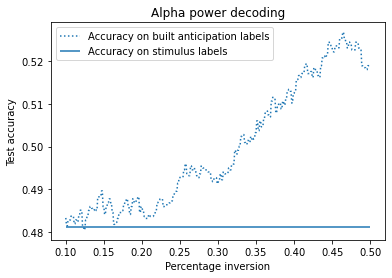 Alpha power decoding
Accuracy on built anticipation labels
Accuracy on stimulus labels
Test accuracy
0.52
0.51
0.50
0.49
0.48
0.10 0.15 0.20 0.25 0.30 0.35 0.40 0.45 0.50
Percentage inversion